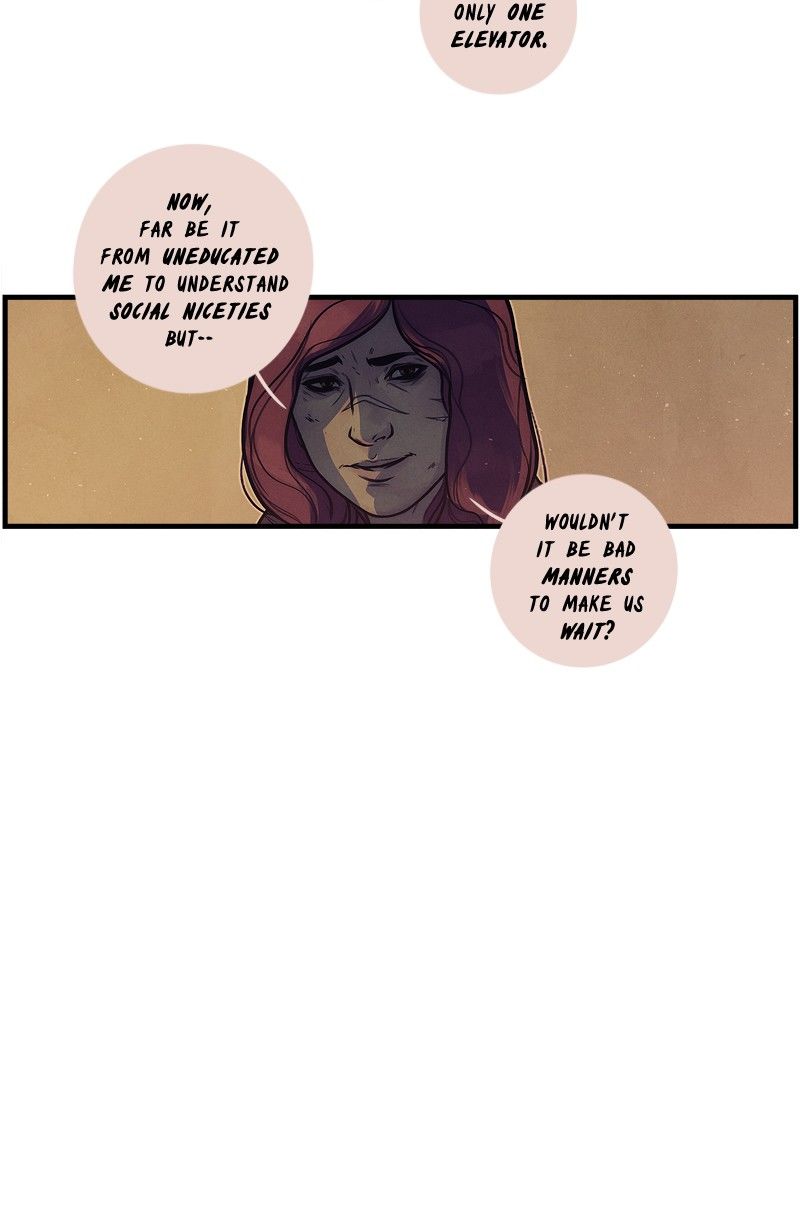 ONLY ONE
ELEVATOR.
NOW,
FAR BE IT
FROM UNEDUCATED
ME TO UNDERSTAND
SOCIAL NICETIES
BUT--
WOULDN'T
IT BE BAD
MANNERS
TO MAKE US
WAIT?